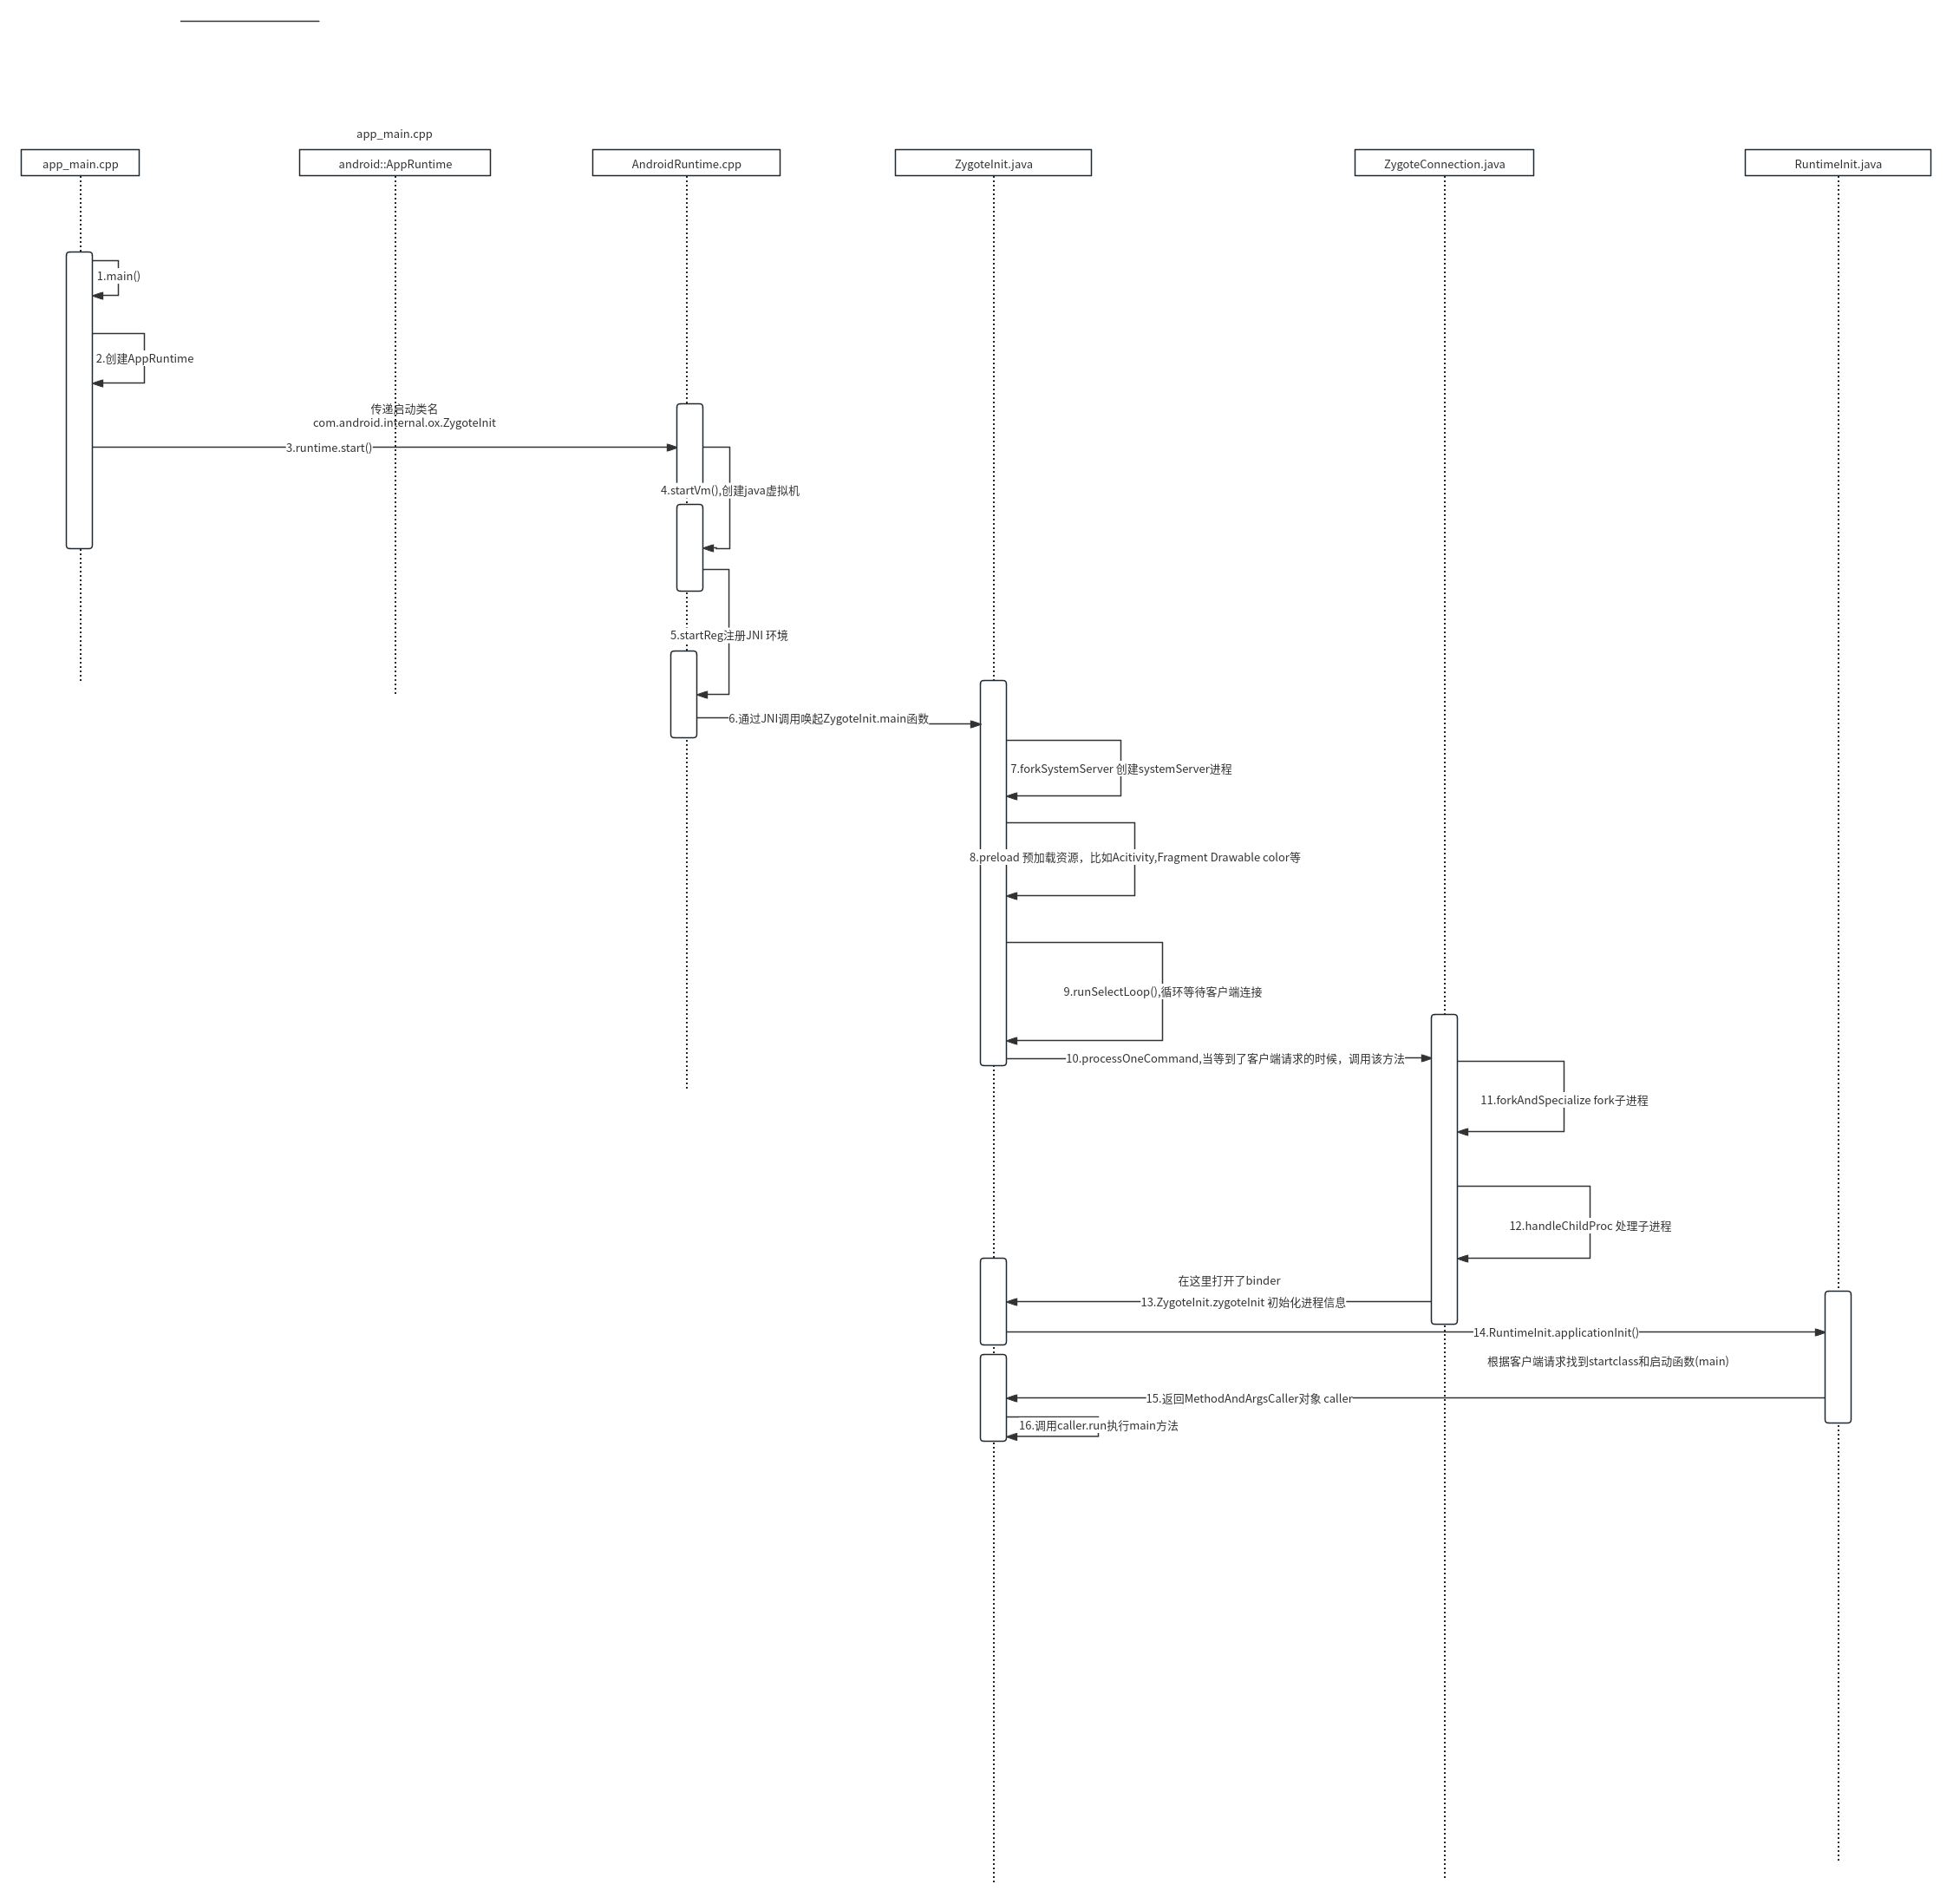 app_main.cpp
app_main.cpp
android::AppRuntime
AndroidRuntime.cpp
ZygoteInit.java
ZygoteConnection.java
RuntimeInit.java
1.main()
2.创建AppRuntime
传递启动类名
com.android.internal.ox.ZygoteInit
3.runtime.start()
4.startVm(),创建java虚拟机
5.startReg注册JNI 环境
6.通过JNI调用唤起ZygoteInit.main函数
7.forkSystemServer 创建systemServer进程
8.preload 预加载资源，比如Acitivity,Fragment Drawable color等
9.runSelectLoop(),循环等待客户端连接
10.processOneCommand,当等到了客户端请求的时候，调用该方法
11.forkAndSpecialize fork子进程
12.handleChildProc 处理子进程
在这里打开了binder
13.ZygoteInit.zygoteInit 初始化进程信息
14.RuntimeInit.applicationInit()
根据客户端请求找到startclass和启动函数(main)
15.返回MethodAndArgsCaller对象 caller
16.调用caller.run执行main方法